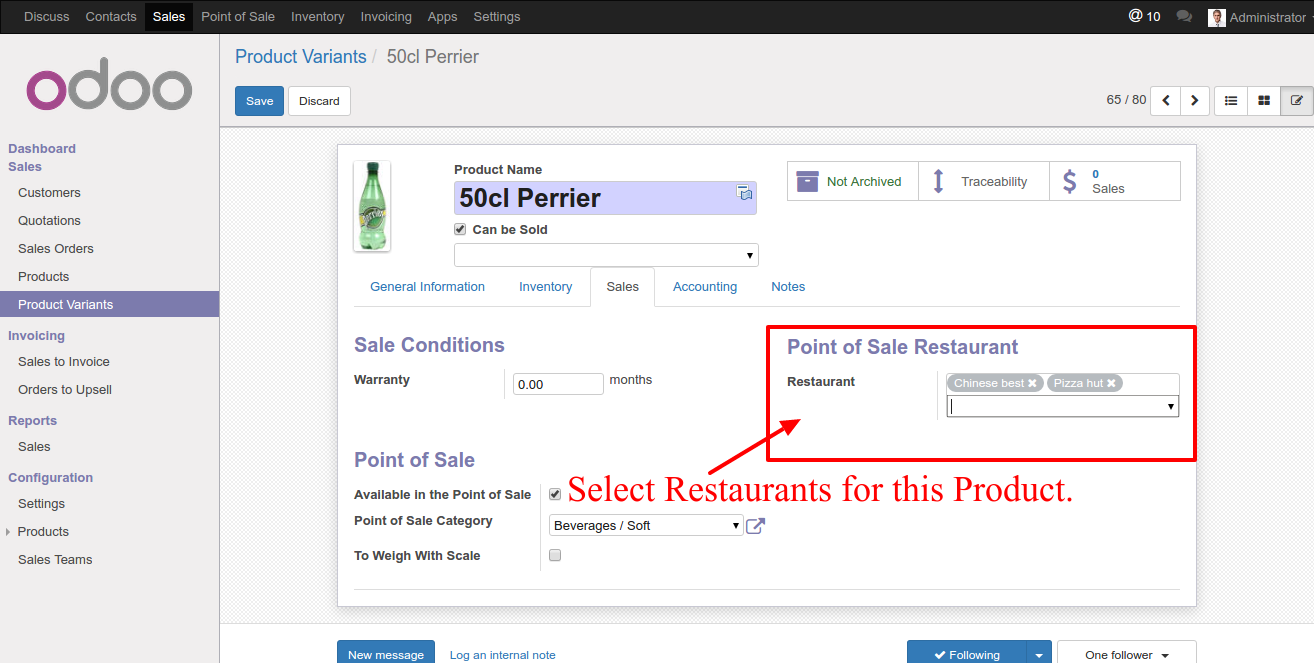 Discuss Contacts Sales Point of Sale Inventory Invoicing Apps Settings @ 10 Administrator
odoo
Product Variants / 50cl Perrier
Save Discard
65 / 80
Dashboard
Sales
Customers
Quotations
Sales Orders
Products
Product Variants
Invoicing
Sales to Invoice
Orders to Upsell
Reports
Sales
Configuration
Settings
Products
Sales Teams
Product Name
50cl Perrier
Can be Sold
Not Archived
Traceability
0
Sales
General Information Inventory Sales Accounting Notes
Sale Conditions
Warranty 0.00 months
Point of Sale Restaurant
Restaurant Chinese best × Pizza hut ×
Point of Sale
Available in the Point of Sale
Select Restaurants for this Product.
Point of Sale Category Beverages / Soft
To Weigh With Scale
New message Log an internal note Following One follower
perrier